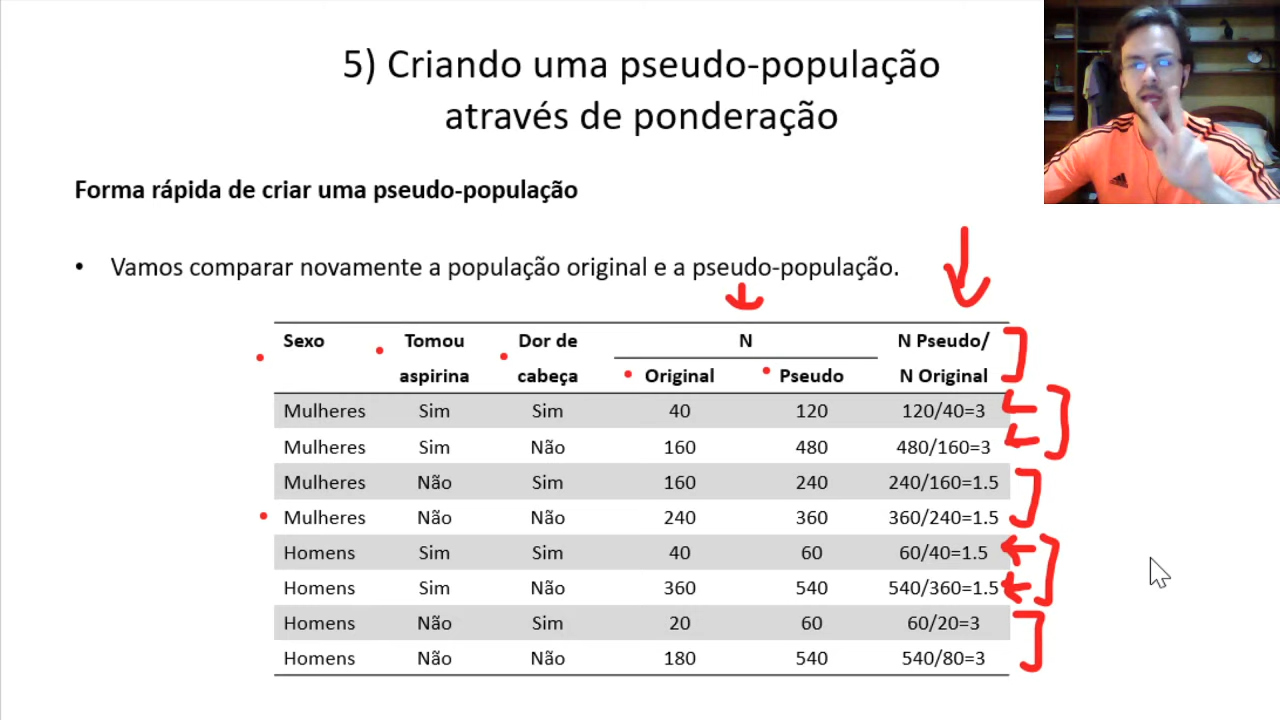 5) Criando uma pseudo-população
através de ponderação
Forma rápida de criar uma pseudo-população
• Vamos comparar novamente a população original e a pseudo-população.
Sexo Tomou aspirina Dor de cabeça N N Pseudo/ N Original
Original Pseudo
Mulheres Sim Sim 40 120 120/40=3
Mulheres Sim Não 160 480 480/160=3
Mulheres Não Sim 160 240 240/160=1.5
Mulheres Não Não 240 360 360/240=1.5
Homens Sim Sim 40 60 60/40=1.5
Homens Sim Não 360 540 540/360=1.5
Homens Não Sim 20 60 60/20=3
Homens Não Não 180 540 540/80=3